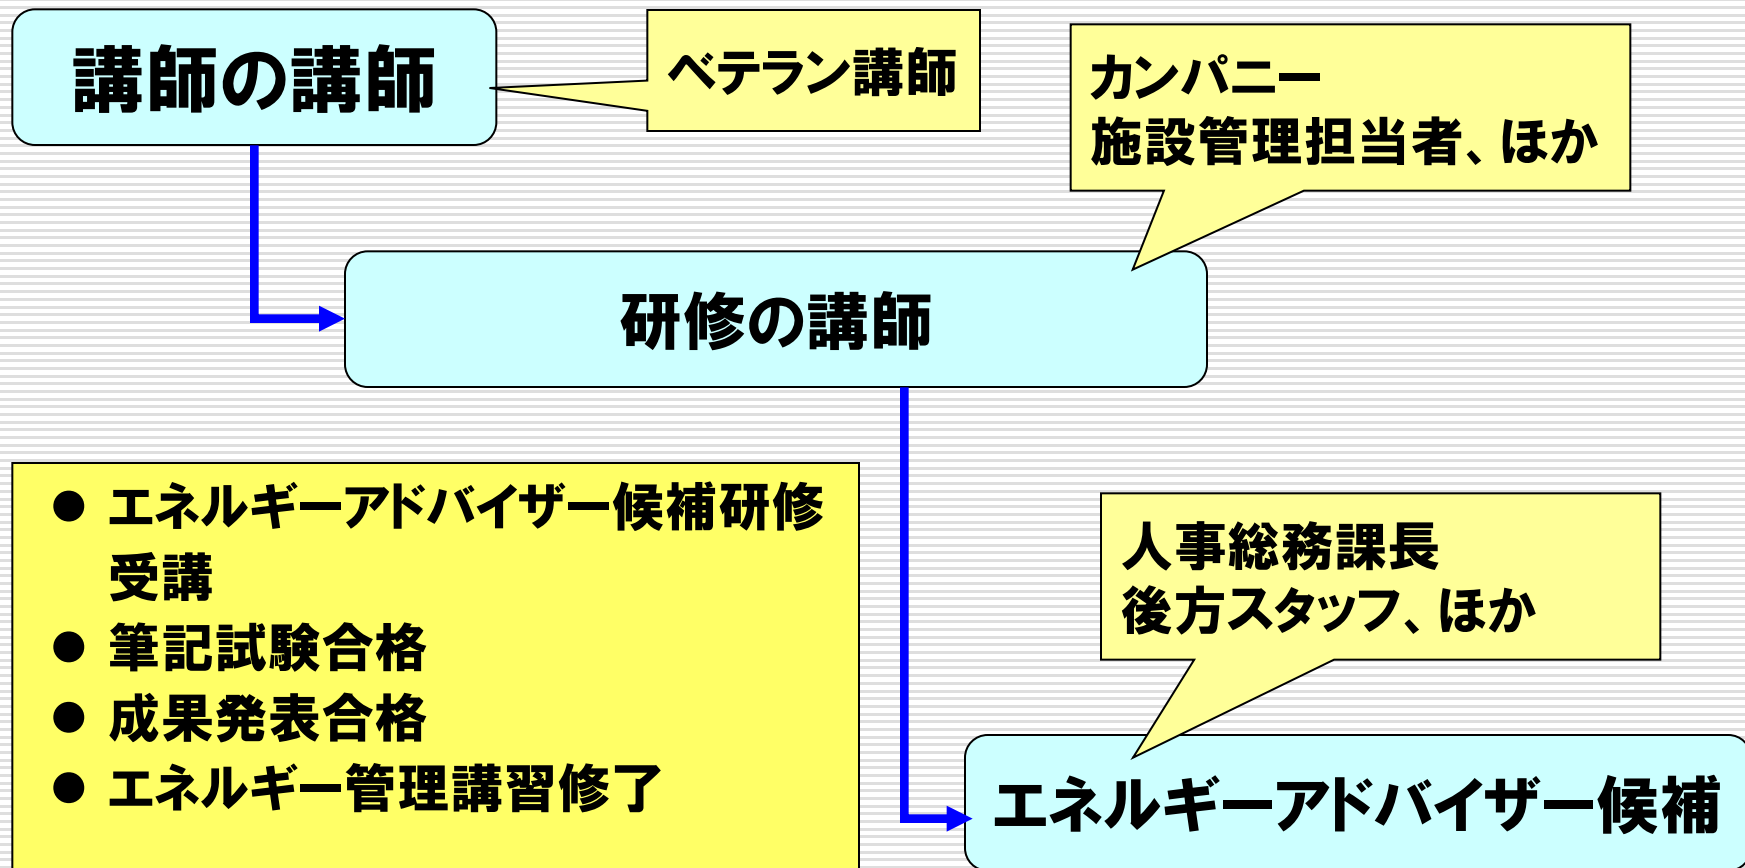 講師の講師
ベテラン講師
カンパニー
施設管理担当者、ほか
研修の講師
● エネルギーアドバイザー候補研修
受講
● 筆記試験合格
● 成果発表合格
● エネルギー管理講習修了
人事総務課長
後方スタッフ、ほか
エネルギーアドバイザー候補